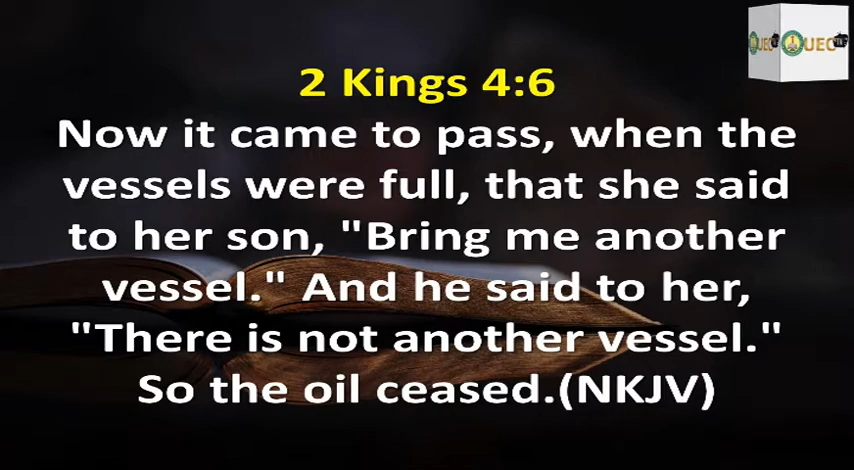 UEC UEC
2 Kings 4:6
Now it came to pass, when the
vessels were full, that she said
to her son, "Bring me another
vessel." And he said to her,
"There is not another vessel."
So the oil ceased.(NKJV)